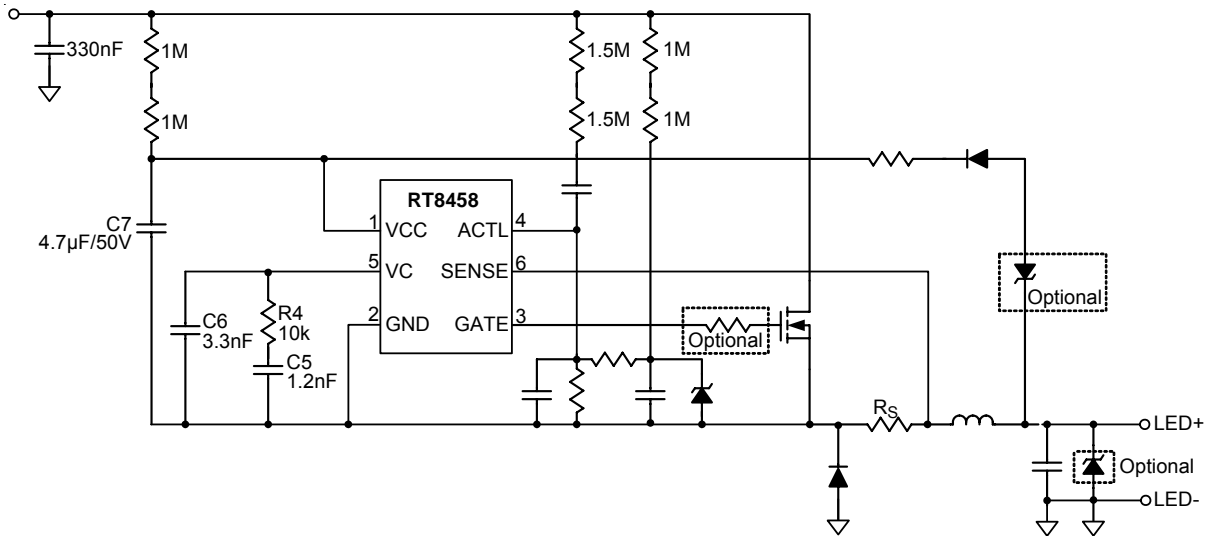 330nF
1M
1.5M
1M
1M
1.5M
1M
RT8458
C7
4.7µF/50V
1
VCC
ACTL
4
5
VC
SENSE
6
2
GND
GATE
3
C6
3.3nF
R4
10k
C5
1.2nF
Optional
Optional
RS
LED+
Optional
LED-